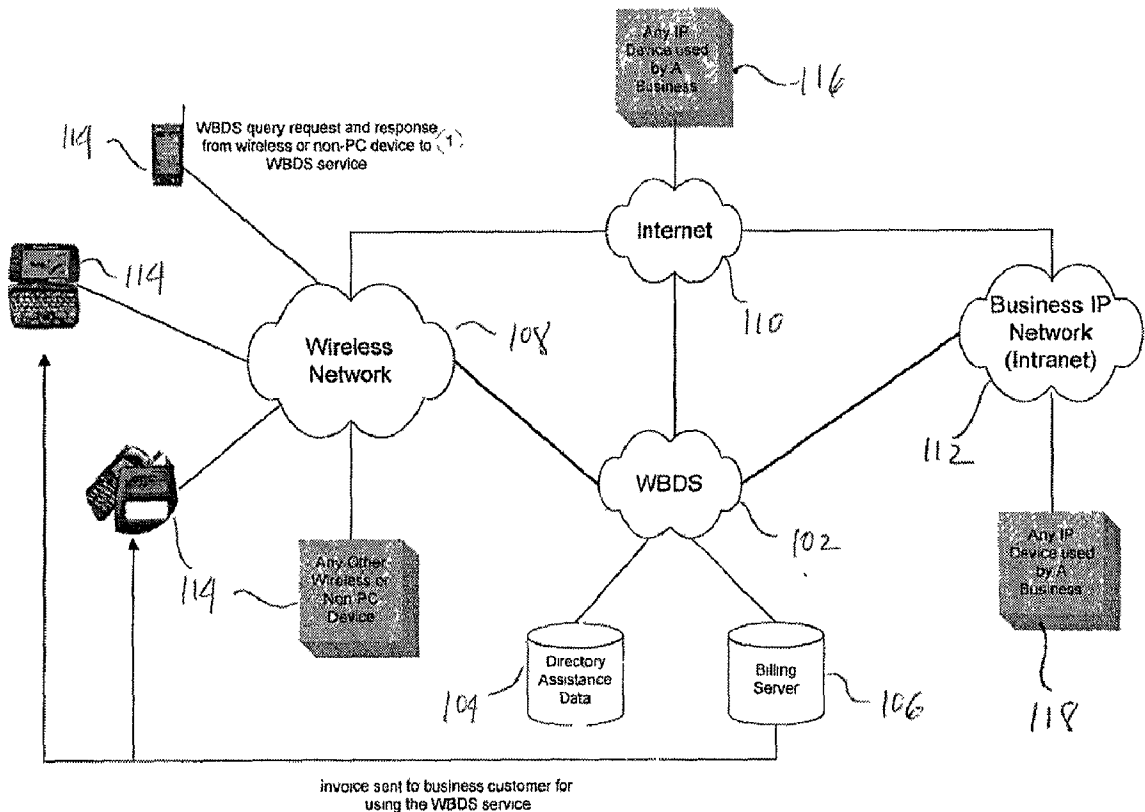 Any IP
Device used
by A
Business
116
114
WBDS query request and response
from wireless or non-PC device to (1)
WBDS service
Internet
110
114
Wireless
Network
108
Business IP
Network
(Intranet)
112
WBDS
102
114
Any Other
Wireless or
Non PC
Device
Any IP
Device used
by A
Business
118
104
Directory
Assistance
Data
Billing
Server
106
invoice sent to business customer for
using the WBDS service